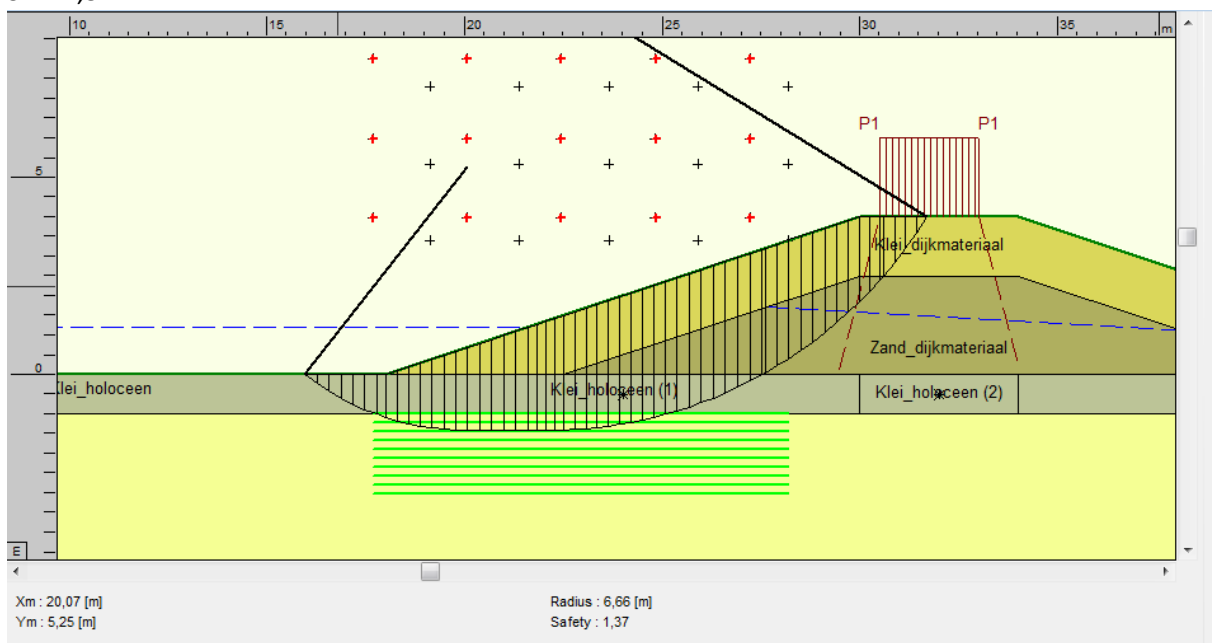 10 15 20 25 30 35 m
P1 P1
5
Klei_dijkmateriaal
Zand_dijkmateriaal
0
Klei_holoceen Klei_holoceen (1) Klei_holoceen (2)
E
Xm : 20,07 [m] Radius : 6,66 [m]
Ym : 5,25 [m] Safety : 1,37